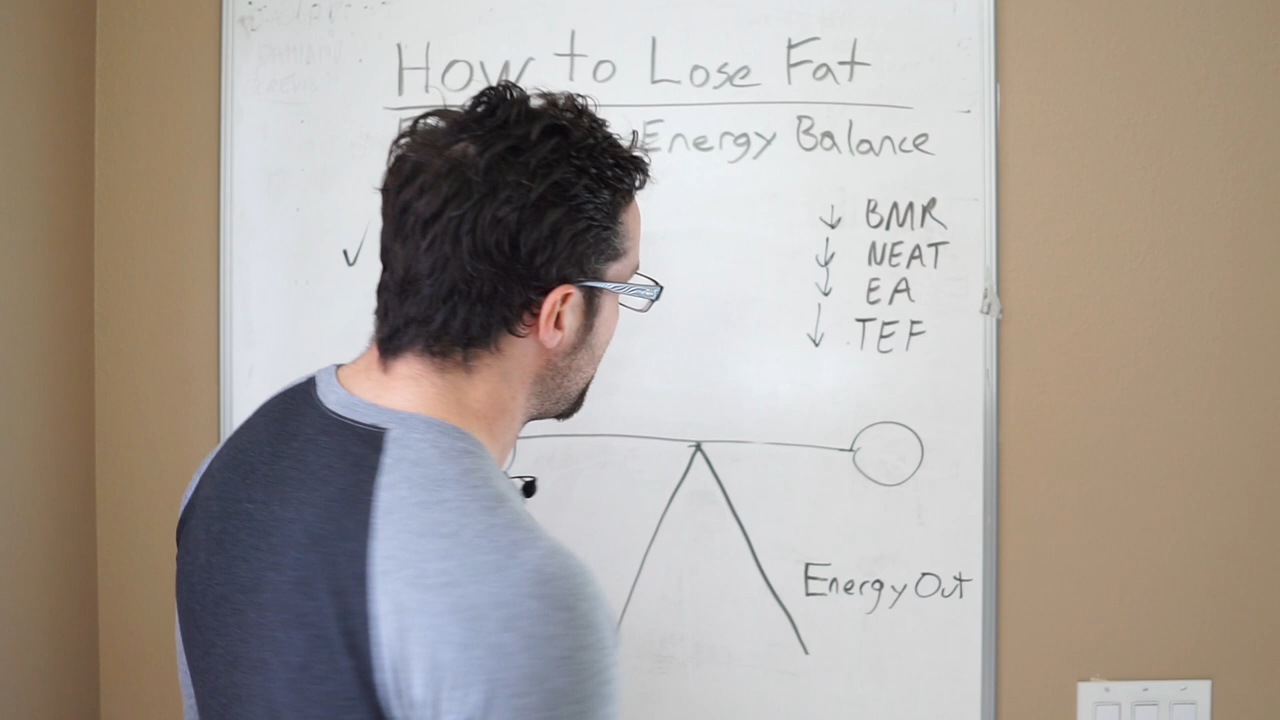 How to Lose Fat
Energy Balance
↓ BMR
↓ NEAT
↓ EA
↓ TEF
Energy Out